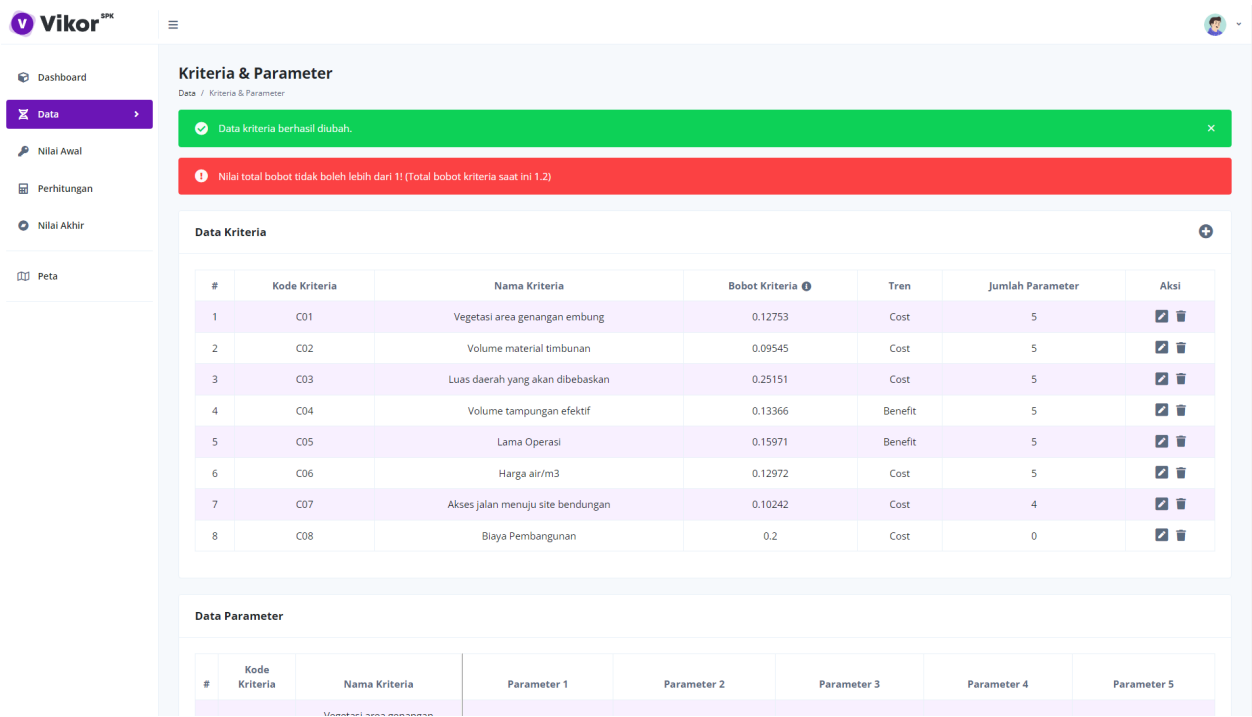 V Vikor SPK
Dashboard
Data
Nilai Awal
Perhitungan
Nilai Akhir
Peta
Kriteria & Parameter
Data / Kriteria & Parameter
Data kriteria berhasil diubah.
Nilai total bobot tidak boleh lebih dari 1! (Total bobot kriteria saat ini 1.2)
Data Kriteria
# Kode Kriteria Nama Kriteria Bobot Kriteria Tren Jumlah Parameter Aksi
1 C01 Vegetasi area genangan embung 0.12753 Cost 5
2 C02 Volume material timbunan 0.09545 Cost 5
3 C03 Luas daerah yang akan dibebaskan 0.25151 Cost 5
4 C04 Volume tampungan efektif 0.13366 Benefit 5
5 C05 Lama Operasi 0.15971 Benefit 5
6 C06 Harga air/m3 0.12972 Cost 5
7 C07 Akses jalan menuju site bendungan 0.10242 Cost 4
8 C08 Biaya Pembangunan 0.2 Cost 0
Data Parameter
# Kode Kriteria Nama Kriteria Parameter 1 Parameter 2 Parameter 3 Parameter 4 Parameter 5
Vegetasi area genangan